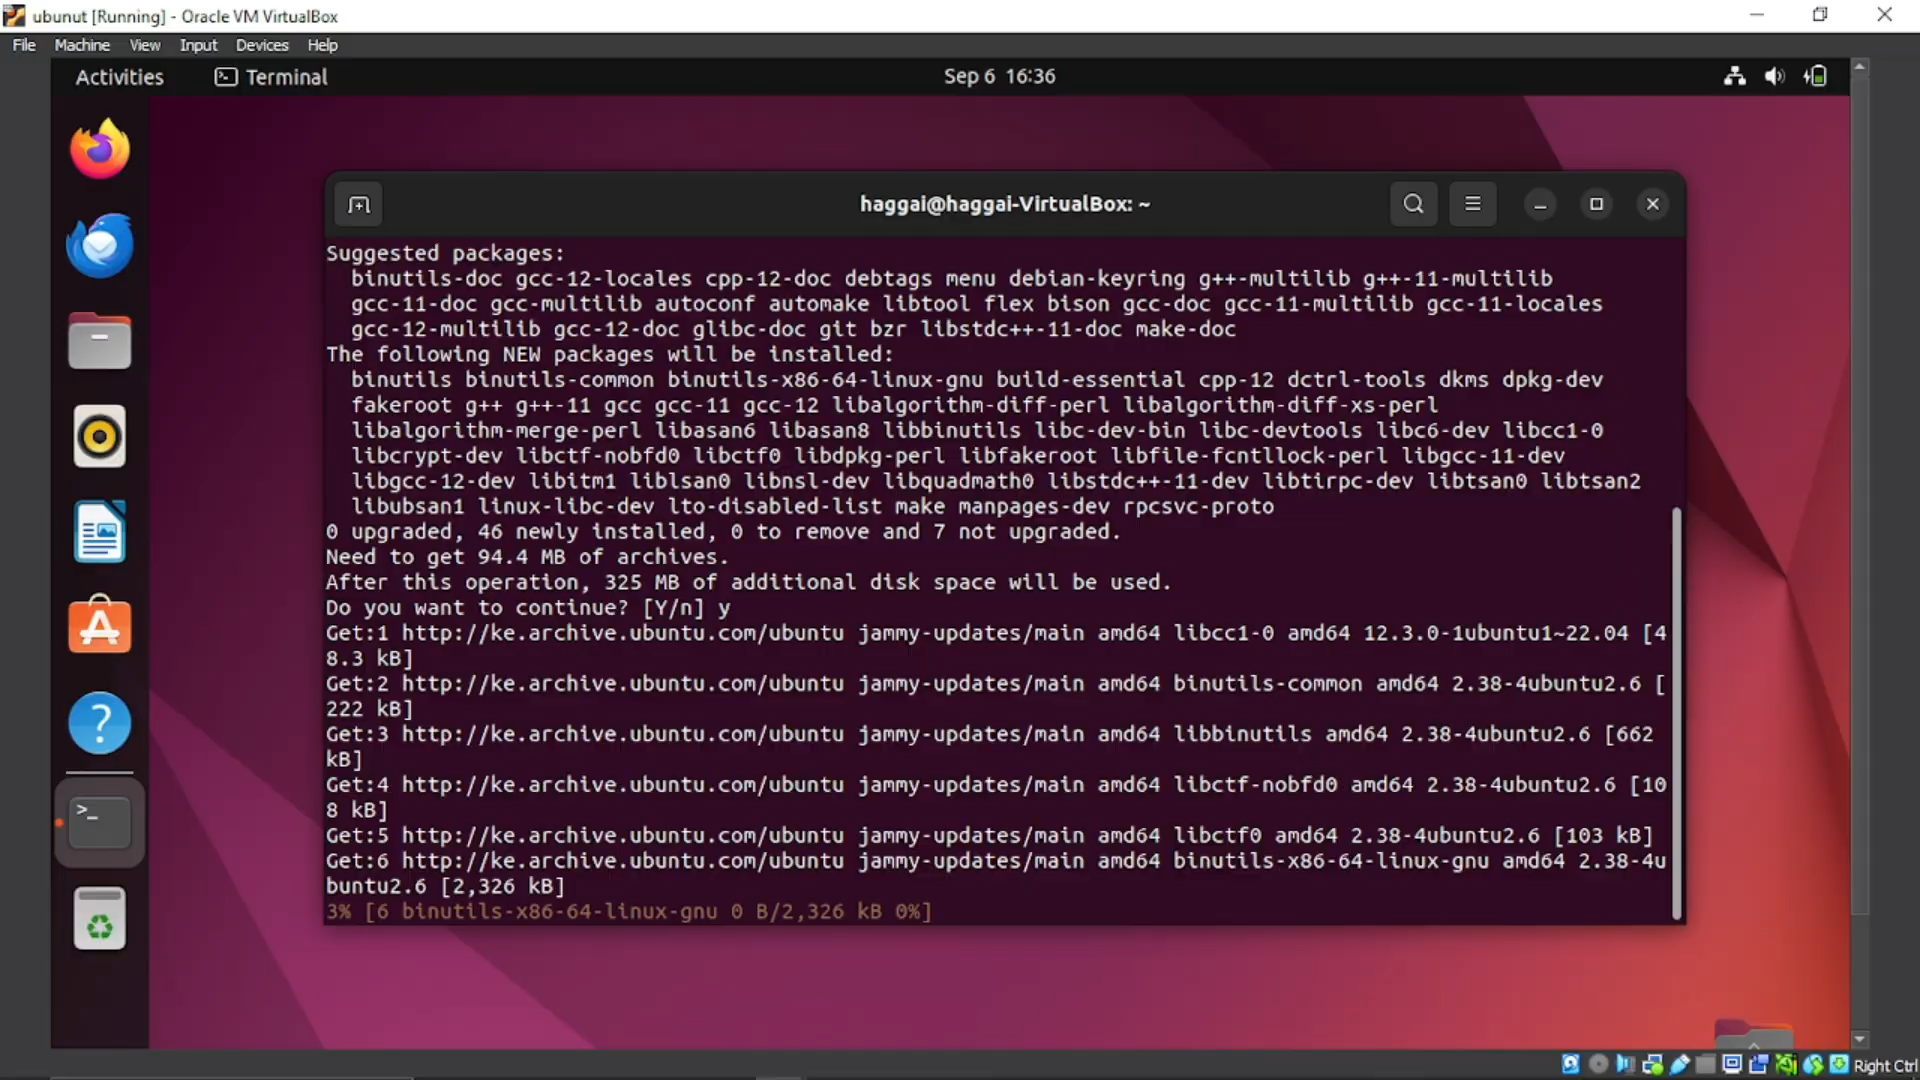 ubunut [Running] - Oracle VM VirtualBox
File Machine View Input Devices Help
Activities Terminal Sep 6 16:36
haggai@haggai-VirtualBox: ~
Suggested packages:
binutils-doc gcc-12-locales cpp-12-doc debtags menu debian-keyring g++-multilib g++-11-multilib
gcc-11-doc gcc-multilib autoconf automake libtool flex bison gcc-doc gcc-11-multilib gcc-11-locales
gcc-12-multilib gcc-12-doc glibc-doc git bzr libstdc++-11-doc make-doc
The following NEW packages will be installed:
binutils binutils-common binutils-x86-64-linux-gnu build-essential cpp-12 dctrl-tools dkms dpkg-dev
fakeroot g++ g++-11 gcc gcc-11 gcc-12 libalgorithm-diff-perl libalgorithm-diff-xs-perl
libalgorithm-merge-perl libasan6 libasan8 libbinutils libc-dev-bin libc-devtools libc6-dev libcc1-0
libcrypt-dev libctf-nobfd0 libctf0 libdpkg-perl libfakeroot libfile-fcntllock-perl libgcc-11-dev
libgcc-12-dev libitm1 liblsan0 libnsl-dev libquadmath0 libstdc++-11-dev libtirpc-dev libtsan0 libtsan2
libubsan1 linux-libc-dev lto-disabled-list make manpages-dev rpcsvc-proto
0 upgraded, 46 newly installed, 0 to remove and 7 not upgraded.
Need to get 94.4 MB of archives.
After this operation, 325 MB of additional disk space will be used.
Do you want to continue? [Y/n] y
Get:1 http://ke.archive.ubuntu.com/ubuntu jammy-updates/main amd64 libcc1-0 amd64 12.3.0-1ubuntu1~22.04 [4
8.3 kB]
Get:2 http://ke.archive.ubuntu.com/ubuntu jammy-updates/main amd64 binutils-common amd64 2.38-4ubuntu2.6 [
222 kB]
Get:3 http://ke.archive.ubuntu.com/ubuntu jammy-updates/main amd64 libbinutils amd64 2.38-4ubuntu2.6 [662
kB]
Get:4 http://ke.archive.ubuntu.com/ubuntu jammy-updates/main amd64 libctf-nobfd0 amd64 2.38-4ubuntu2.6 [10
8 kB]
Get:5 http://ke.archive.ubuntu.com/ubuntu jammy-updates/main amd64 libctf0 amd64 2.38-4ubuntu2.6 [103 kB]
Get:6 http://ke.archive.ubuntu.com/ubuntu jammy-updates/main amd64 binutils-x86-64-linux-gnu amd64 2.38-4u
buntu2.6 [2,326 kB]
3% [6 binutils-x86-64-linux-gnu 0 B/2,326 kB 0%]
Right Ctrl